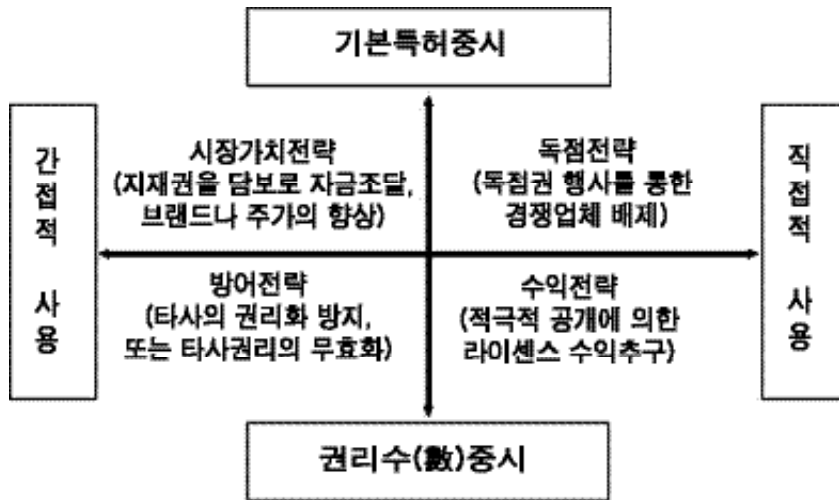 기본특허중시
간접적 사용
시장가치전략
(지재권을 담보로 자금조달,
브랜드나 주가의 향상)
독점전략
(독점권 행사를 통한
경쟁업체 배제)
직접적 사용
방어전략
(타사의 권리화 방지,
또는 타사권리의 무효화)
수익전략
(적극적 공개에 의한
라이센스 수익추구)
권리수(數)중시